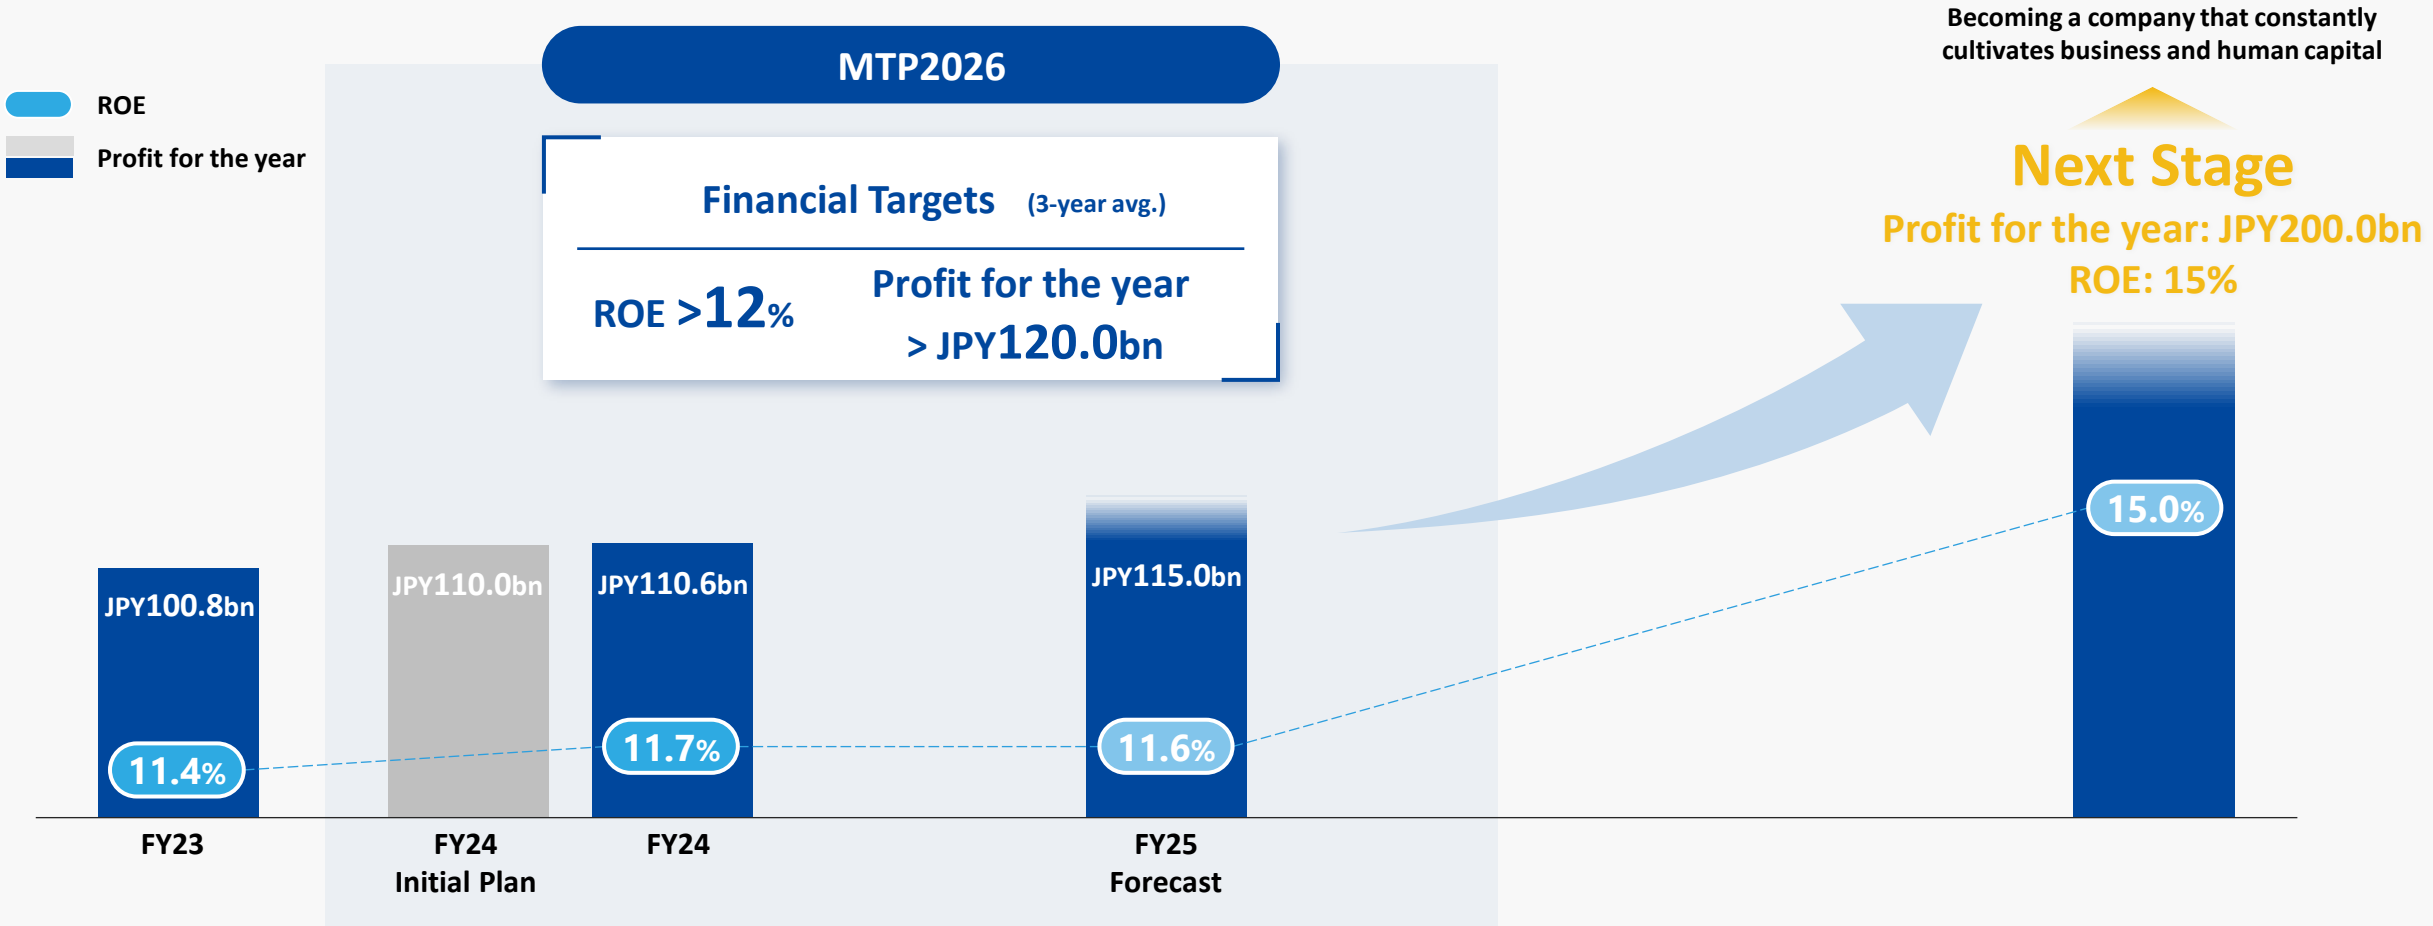 Becoming a company that constantly
cultivates business and human capital
MTP2026
ROE
Profit for the year
Financial Targets (3-year avg.)
ROE >12%
Profit for the year
> JPY120.0bn
Next Stage
Profit for the year: JPY200.0bn
ROE: 15%
JPY100.8bn
JPY110.0bn
JPY110.6bn
JPY115.0bn
11.4%
11.7%
11.6%
15.0%
FY23
FY24
Initial Plan
FY24
FY25
Forecast